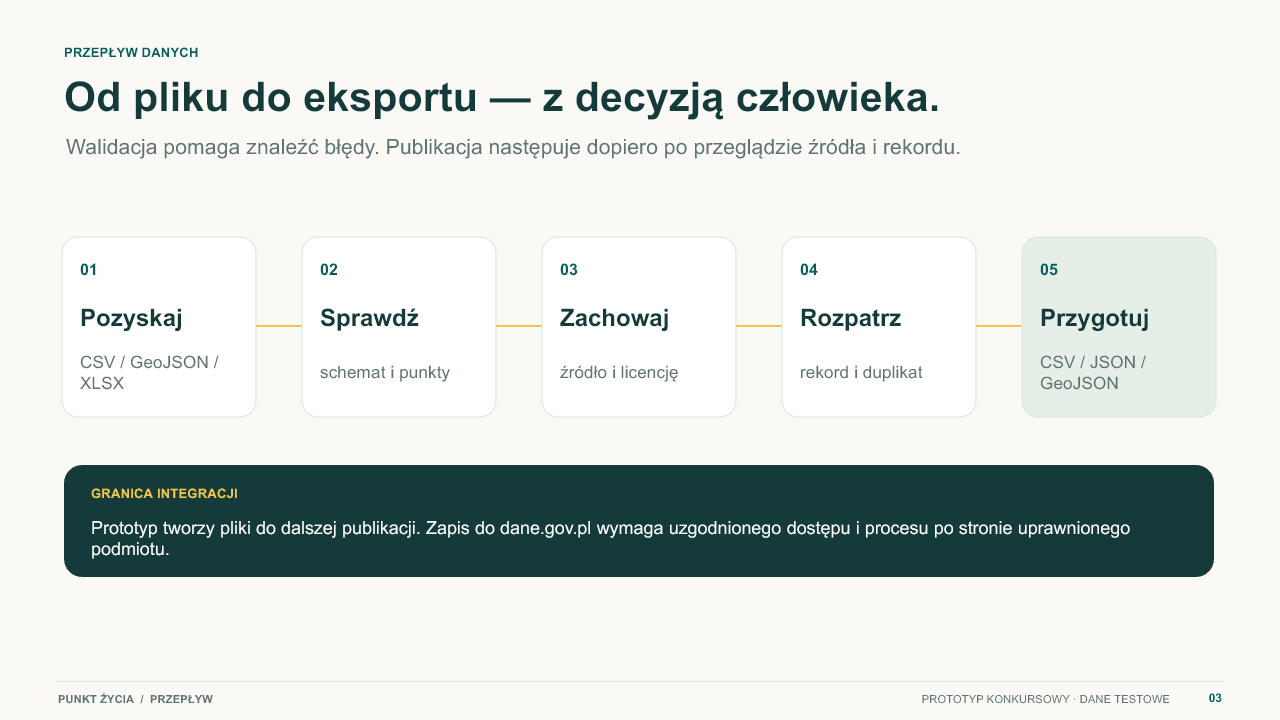 PRZEPŁYW DANYCH
Od pliku do eksportu — z decyzją człowieka.
Walidacja pomaga znaleźć błędy. Publikacja następuje dopiero po przeglądzie źródła i rekordu.
01
Pozyskaj
CSV / GeoJSON /
XLSX
02
Sprawdź
schemat i punkty
03
Zachowaj
źródło i licencję
04
Rozpatrz
rekord i duplikat
05
Przygotuj
CSV / JSON /
GeoJSON
GRANICA INTEGRACJI
Prototyp tworzy pliki do dalszej publikacji. Zapis do dane.gov.pl wymaga uzgodnionego dostępu i procesu po stronie uprawnionego
podmiotu.
PUNKT ŻYCIA / PRZEPŁYW
PROTOTYP KONKURSOWY · DANE TESTOWE
03